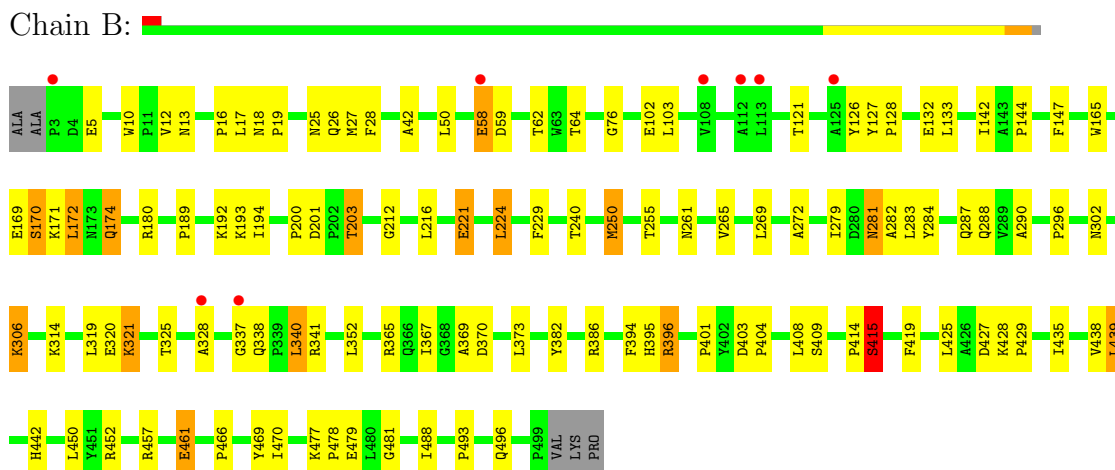 Chain B:
ALA ALA P3 D4 E5 W10 P11 V12 N13 P16 L17 N18 P19 N25 Q26 M27 F28 A42 L50 E58 D59 T62 W63 T64 G76 E102 L103 V108 A112 L113 T121 A125 Y126 Y127 P128 E132 L133 I142 A143 P144 F147 W165
E169 S170 K171 L172 N173 Q174 R180 P189 K192 K193 I194 P200 D201 P202 T203 G212 L216 E221 L224 F229 T240 M250 T255 N261 V265 L269 A272 I279 D280 N281 A282 L283 Y284 Q287 Q288 V289 A290 P296 N302
K306 K314 L319 E320 K321 T325 A328 G337 Q338 P339 L340 R341 L352 R365 Q366 I367 G368 A369 D370 L373 Y382 R386 F394 H395 R396 P401 Y402 D403 P404 L408 S409 P414 S415 F419 L425 A426 D427 K428 P429 I435 V438 L439
H442 L450 Y451 R452 R457 E461 P466 Y469 I470 K477 P478 E479 L480 G481 I488 P493 Q496 P499 VAL LYS PRO